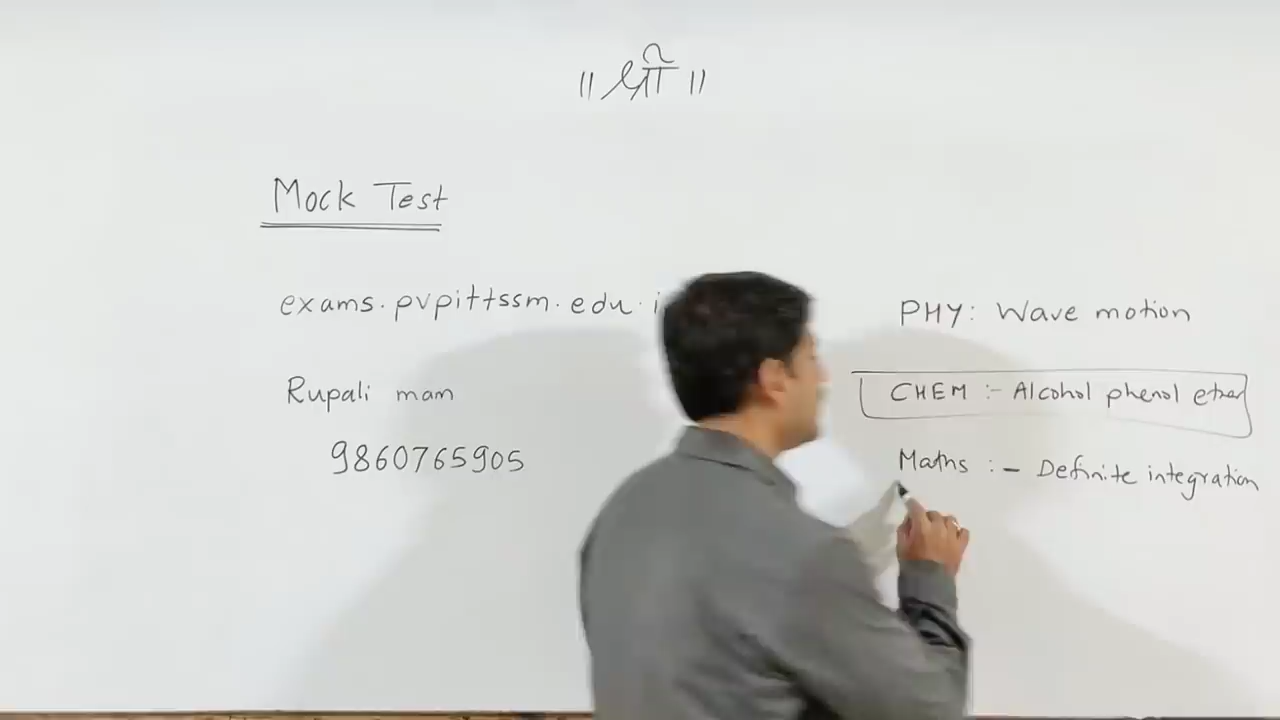 ॥ श्री ॥
Mock Test
exams.pvpittssm.edu.i
Rupali mam
9860765905
PHY: Wave motion
CHEM :- Alcohol phenol ether
Maths :- Definite integration